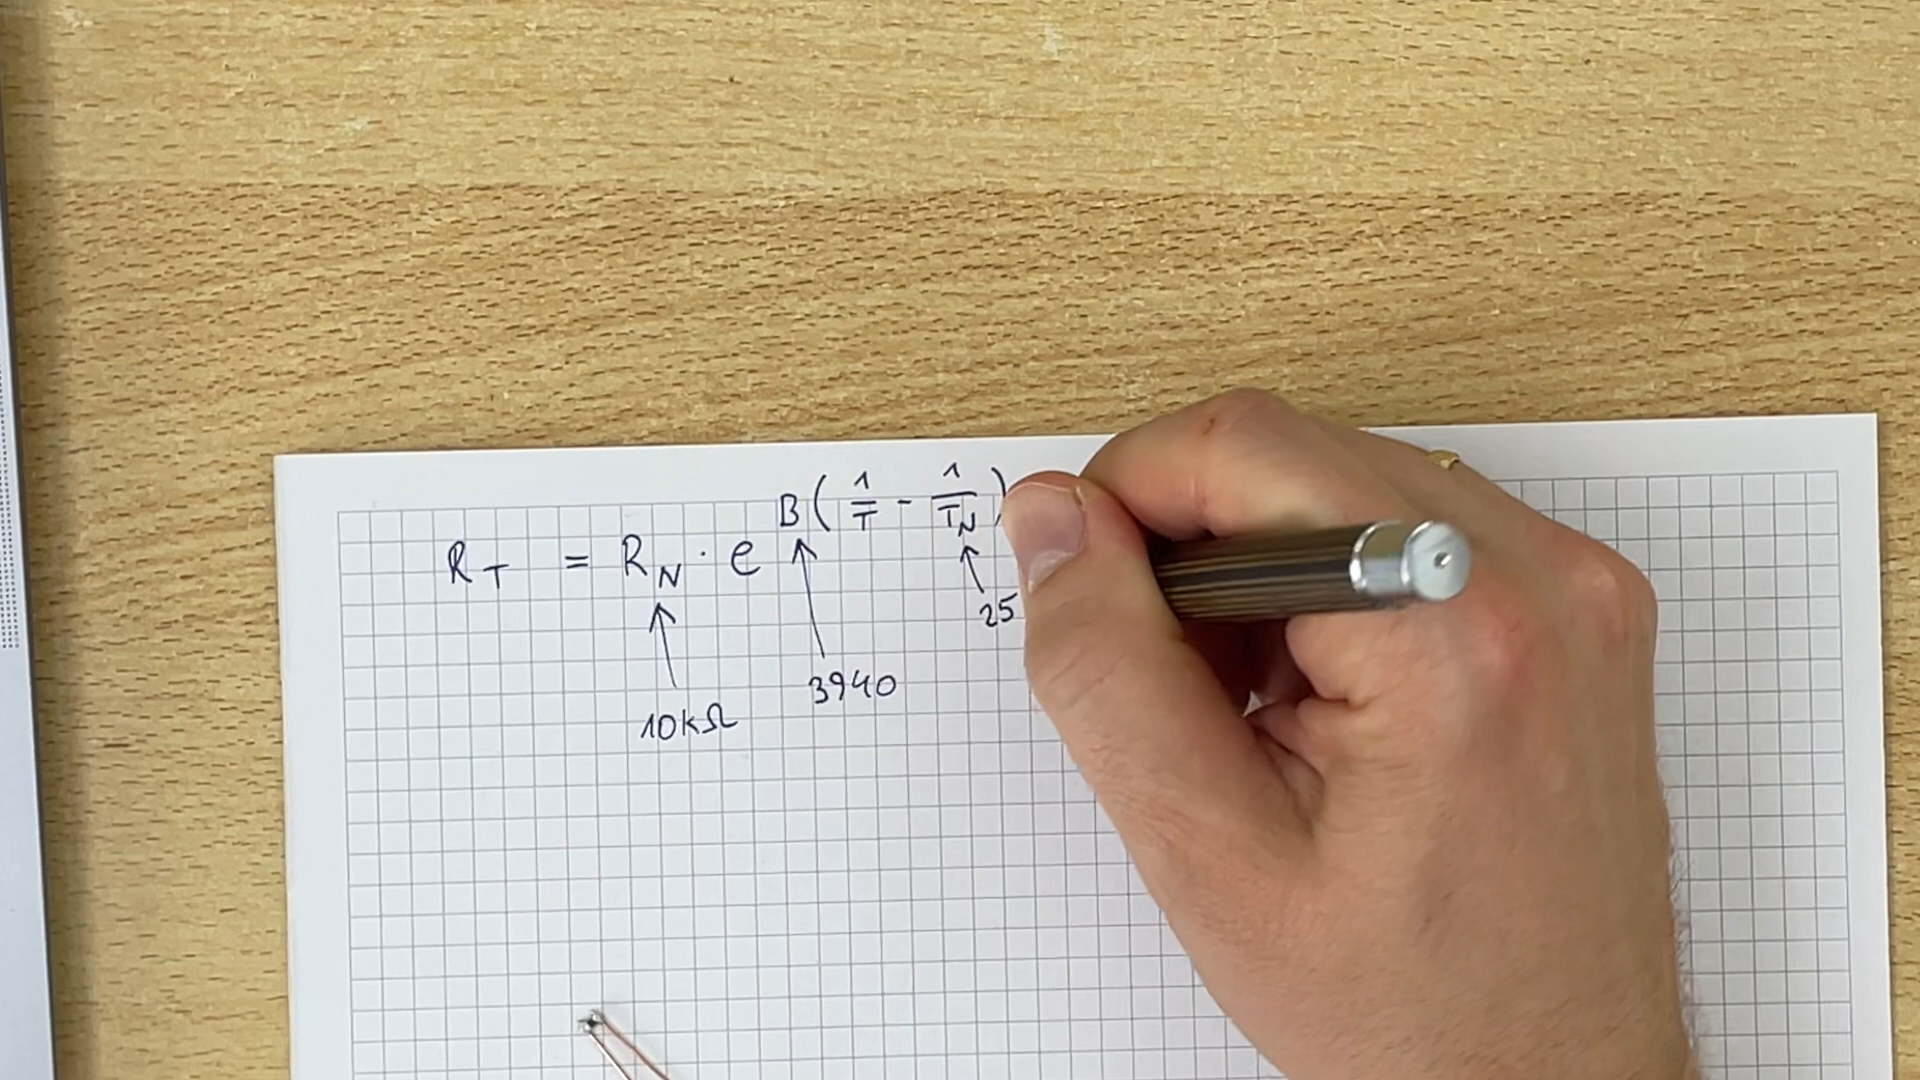 R_T = R_N · e^B(1/T - 1/T_N)
25
3940
10kΩ